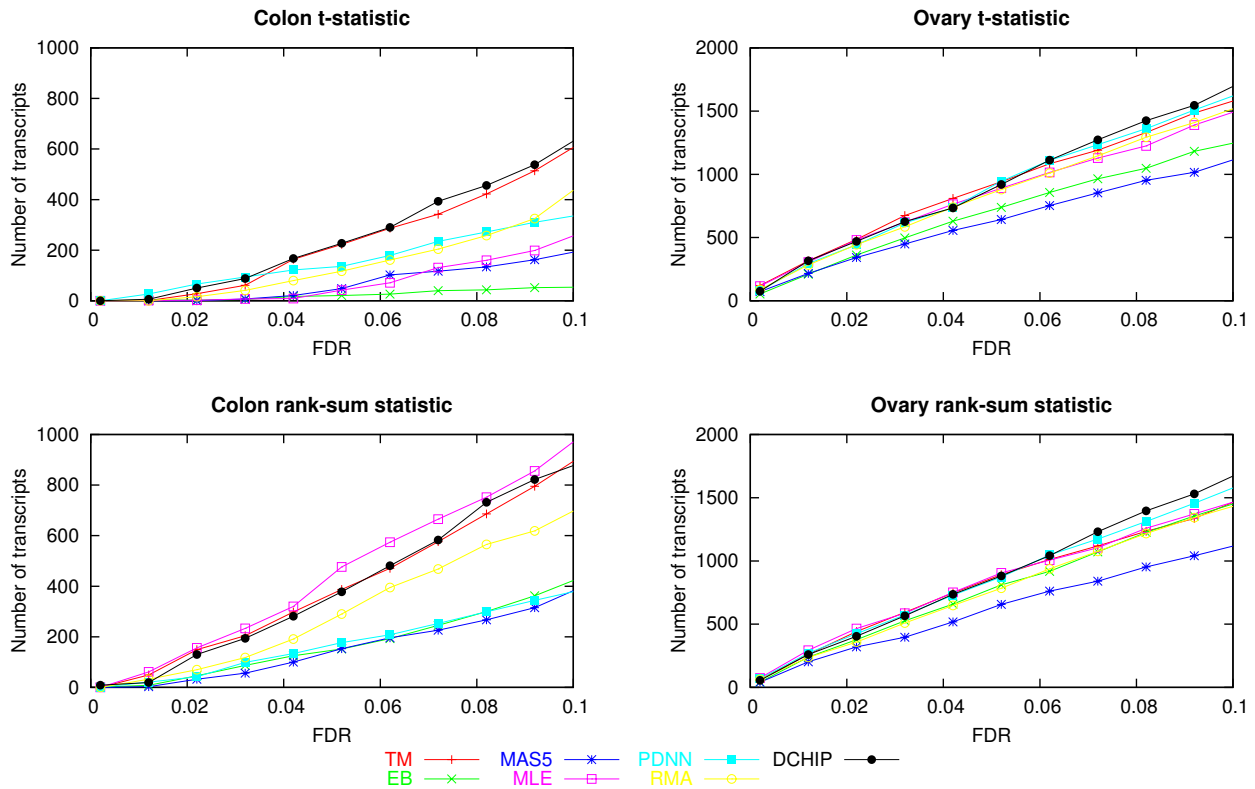 Colon t-statistic
Number of transcripts
1000
800
600
400
200
0
0 0.02 0.04 0.06 0.08 0.1
FDR
Ovary t-statistic
Number of transcripts
2000
1500
1000
500
0
0 0.02 0.04 0.06 0.08 0.1
FDR
Colon rank-sum statistic
Number of transcripts
1000
800
600
400
200
0
0 0.02 0.04 0.06 0.08 0.1
FDR
Ovary rank-sum statistic
Number of transcripts
2000
1500
1000
500
0
0 0.02 0.04 0.06 0.08 0.1
FDR
TM MAS5 PDNN DCHIP
EB MLE RMA